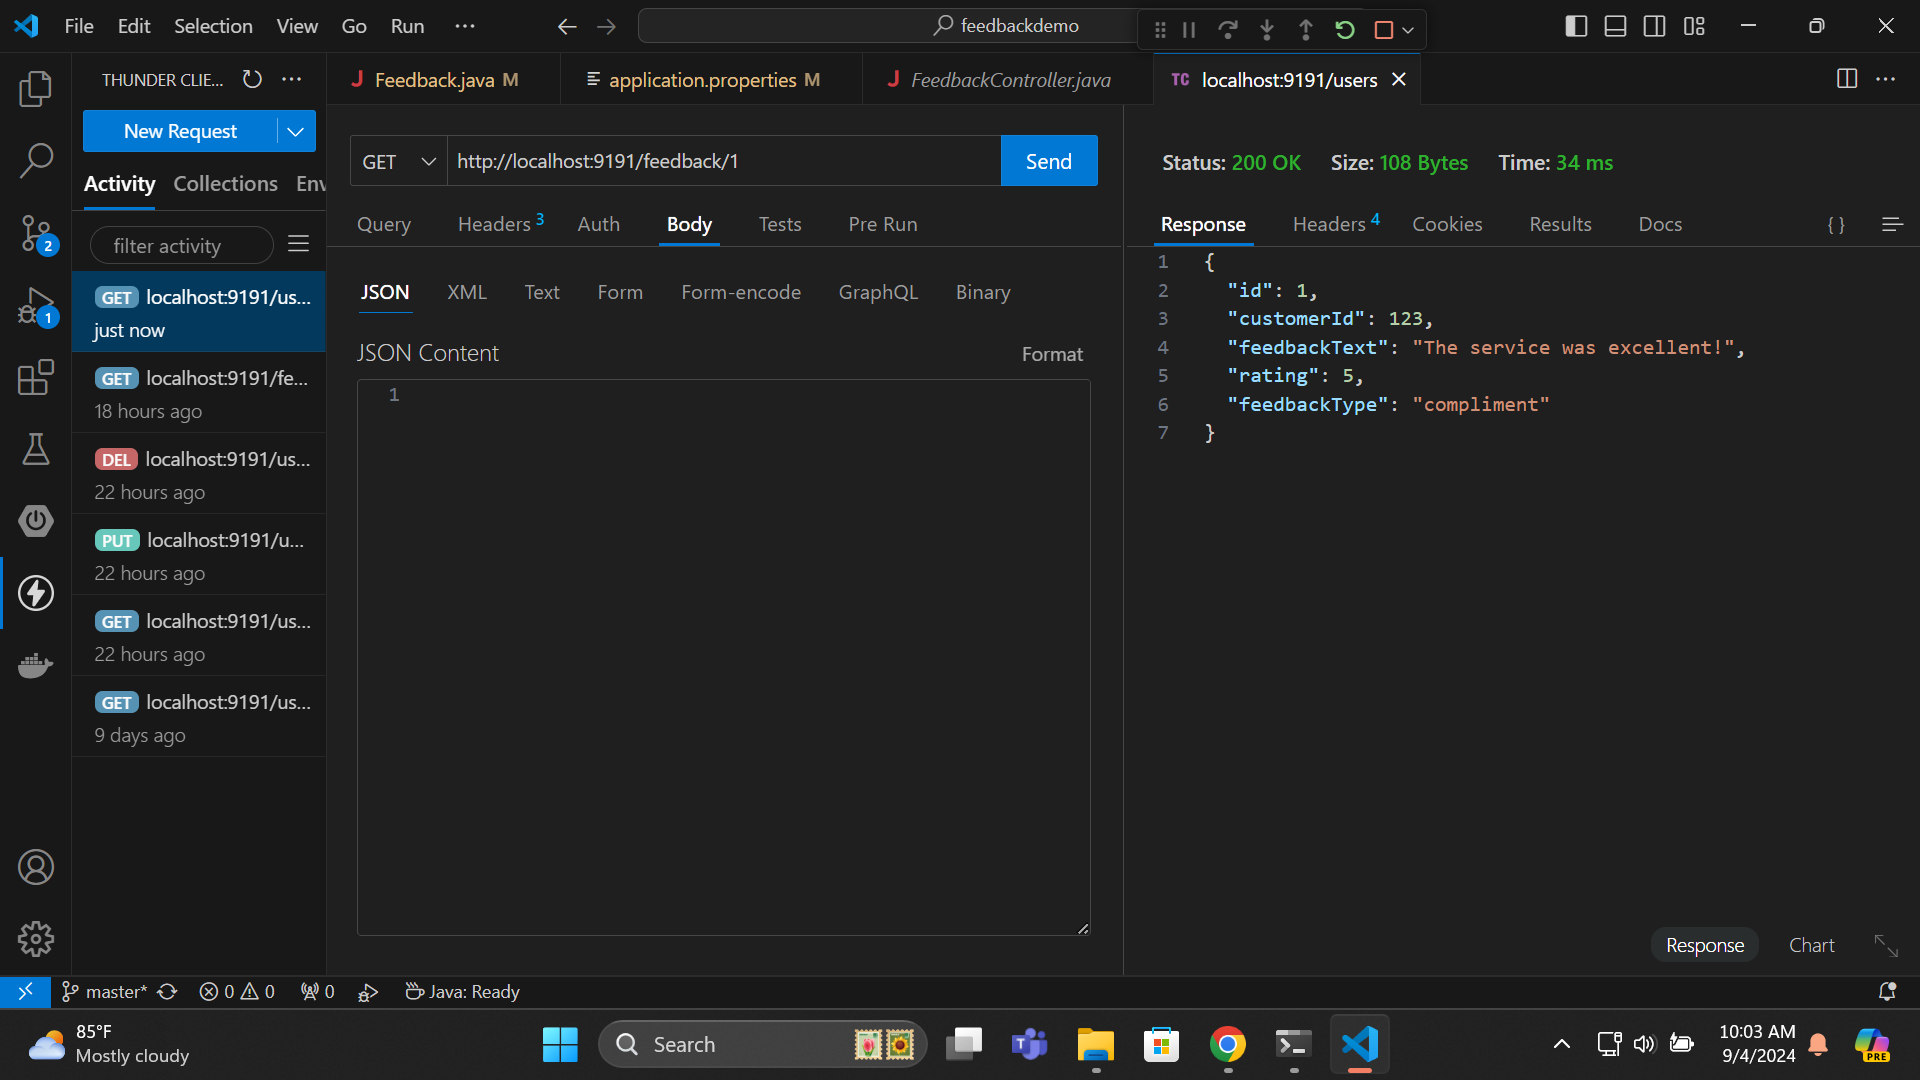 File Edit Selection View Go Run ···
feedbackdemo
THUNDER CLIE... ···
Feedback.java M
application.properties M
FeedbackController.java
TC localhost:9191/users
New Request
Activity Collections Env
filter activity
GET localhost:9191/us...
just now
GET localhost:9191/fe...
18 hours ago
DEL localhost:9191/us...
22 hours ago
PUT localhost:9191/u...
22 hours ago
GET localhost:9191/us...
22 hours ago
GET localhost:9191/us...
9 days ago
2
1
GET http://localhost:9191/feedback/1 Send
Query Headers 3 Auth Body Tests Pre Run
JSON XML Text Form Form-encode GraphQL Binary
JSON Content Format
1
Status: 200 OK Size: 108 Bytes Time: 34 ms
Response Headers 4 Cookies Results Docs { }
1 {
2 "id": 1,
3 "customerId": 123,
4 "feedbackText": "The service was excellent!",
5 "rating": 5,
6 "feedbackType": "compliment"
7 }
Response Chart
master* 0 0 0 Java: Ready
85°F
Mostly cloudy
Search
10:03 AM
9/4/2024
PRE